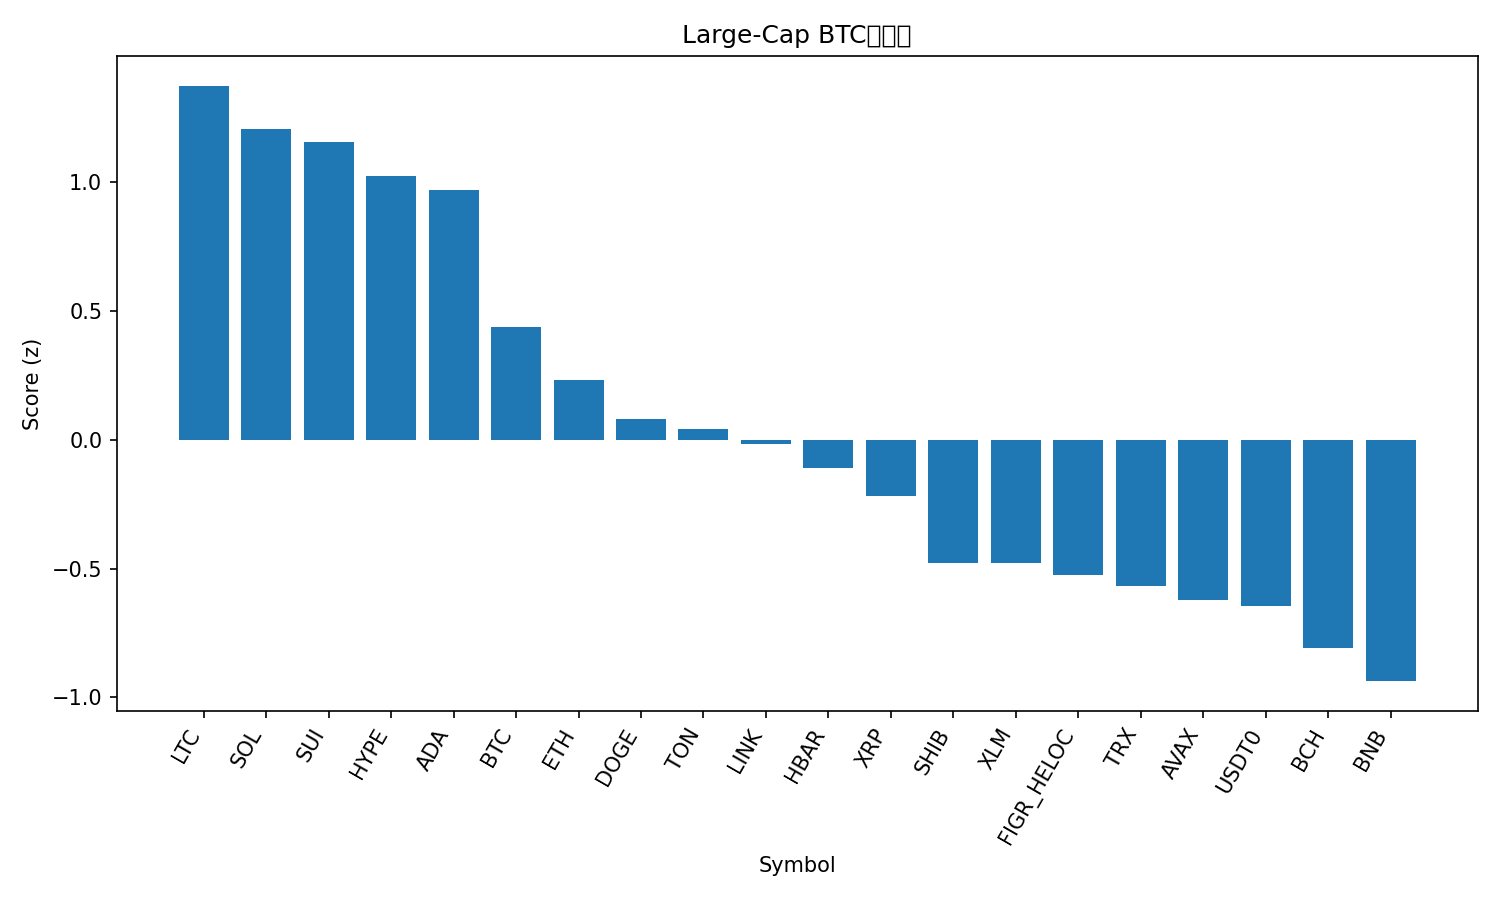 Large-Cap BTC
Score (z)
1.0
0.5
0.0
−0.5
−1.0
LTC
SOL
SUI
HYPE
ADA
BTC
ETH
DOGE
TON
LINK
HBAR
XRP
SHIB
XLM
FIGR_HELOC
TRX
AVAX
USDT0
BCH
BNB
Symbol